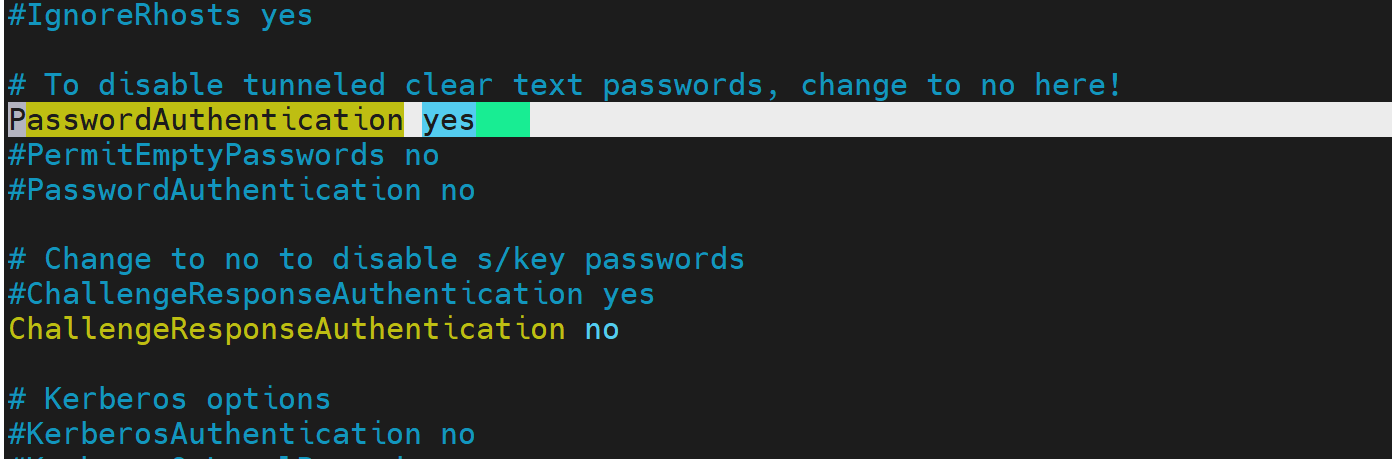 #IgnoreRhosts yes
# To disable tunneled clear text passwords, change to no here!
PasswordAuthentication yes
#PermitEmptyPasswords no
#PasswordAuthentication no
# Change to no to disable s/key passwords
#ChallengeResponseAuthentication yes
ChallengeResponseAuthentication no
# Kerberos options
#KerberosAuthentication no